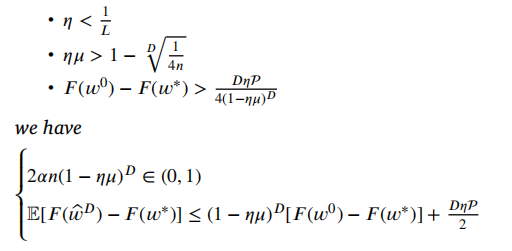 • η < 1/L
• ημ > 1 − \sqrt[D]{1/(4n)}
• F(w⁰) − F(w*) > DηP/(4(1−ημ)ᴰ)
we have
{ 2αn(1 − ημ)ᴰ ∈ (0, 1)
𝔼[F(ŵᴰ) − F(w*)] ≤ (1 − ημ)ᴰ[F(w⁰) − F(w*)] + DηP/2